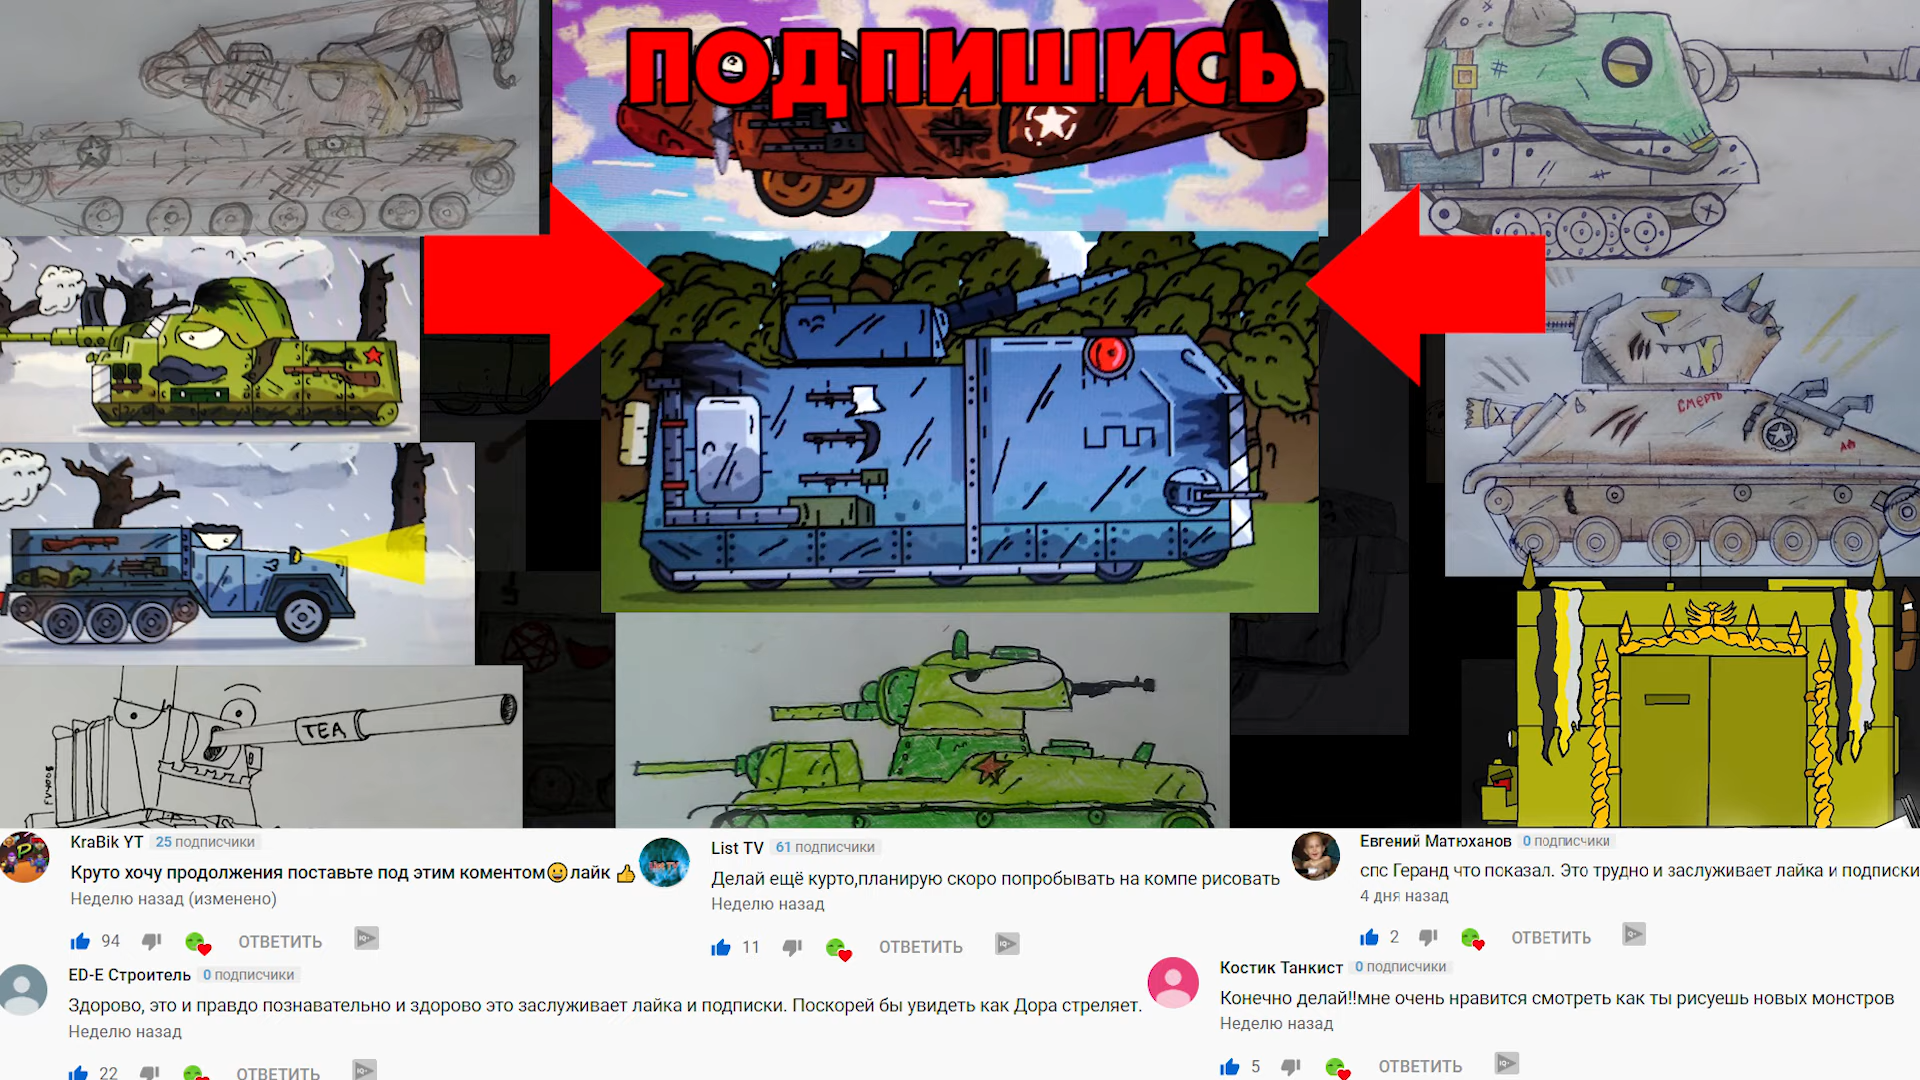 ПОДПИШИСЬ
СМЕРТЬ
TEA
FV4005
KraBik YT 25 подписчики
Круто хочу продолжения поставьте под этим коментом😀лайк 👍
Неделю назад (изменено)
94 ОТВЕТИТЬ
List TV 61 подписчики
Делай ещё курто,планирую скоро попробывать на компе рисовать
Неделю назад
11 ОТВЕТИТЬ
Евгений Матюханов 0 подписчики
спс Геранд что показал. Это трудно и заслуживает лайка и подписки
4 дня назад
2 ОТВЕТИТЬ
ED-E Строитель 0 подписчики
Здорово, это и правдо познавательно и здорово это заслуживает лайка и подписки. Поскорей бы увидеть как Дора стреляет.
Неделю назад
22 ОТВЕТИТЬ
Костик Танкист 0 подписчики
Конечно делай!!мне очень нравится смотреть как ты рисуешь новых монстров
Неделю назад
5 ОТВЕТИТЬ